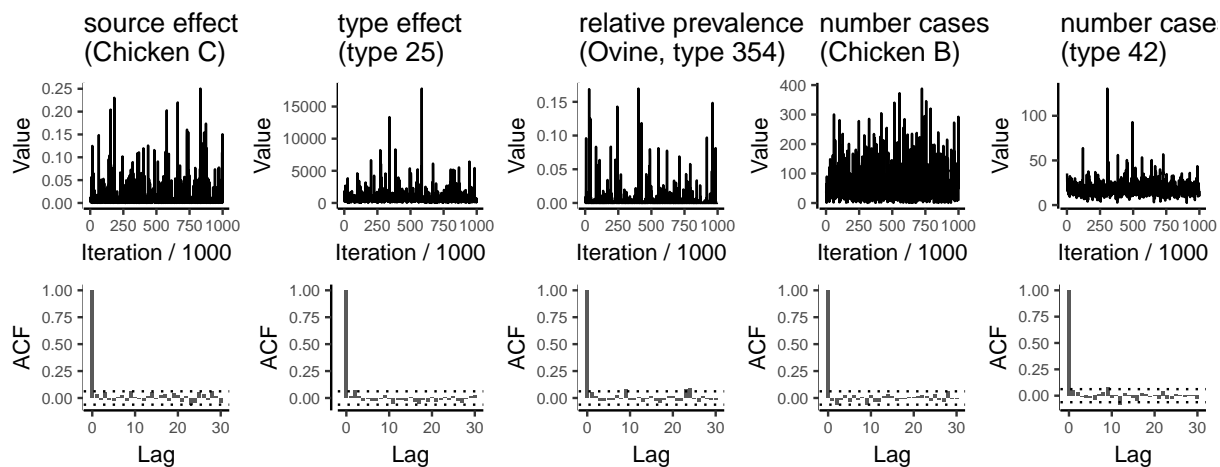 source effect
(Chicken C)
type effect
(type 25)
relative prevalence
(Ovine, type 354)
number cases
(Chicken B)
number cases
(type 42)
Value
0.25
0.20
0.15
0.10
0.05
0.00
0 250 500 750 1000
Iteration / 1000
Value
15000
10000
5000
0
0 250 500 750 1000
Iteration / 1000
Value
0.15
0.10
0.05
0.00
0 250 500 750 1000
Iteration / 1000
Value
400
300
200
100
0
0 250 500 750 1000
Iteration / 1000
Value
100
50
0
0 250 500 750 1000
Iteration / 1000
ACF
1.00
0.75
0.50
0.25
0.00
0 10 20 30
Lag
ACF
1.00
0.75
0.50
0.25
0.00
0 10 20 30
Lag
ACF
1.00
0.75
0.50
0.25
0.00
0 10 20 30
Lag
ACF
1.00
0.75
0.50
0.25
0.00
0 10 20 30
Lag
ACF
1.00
0.75
0.50
0.25
0.00
0 10 20 30
Lag